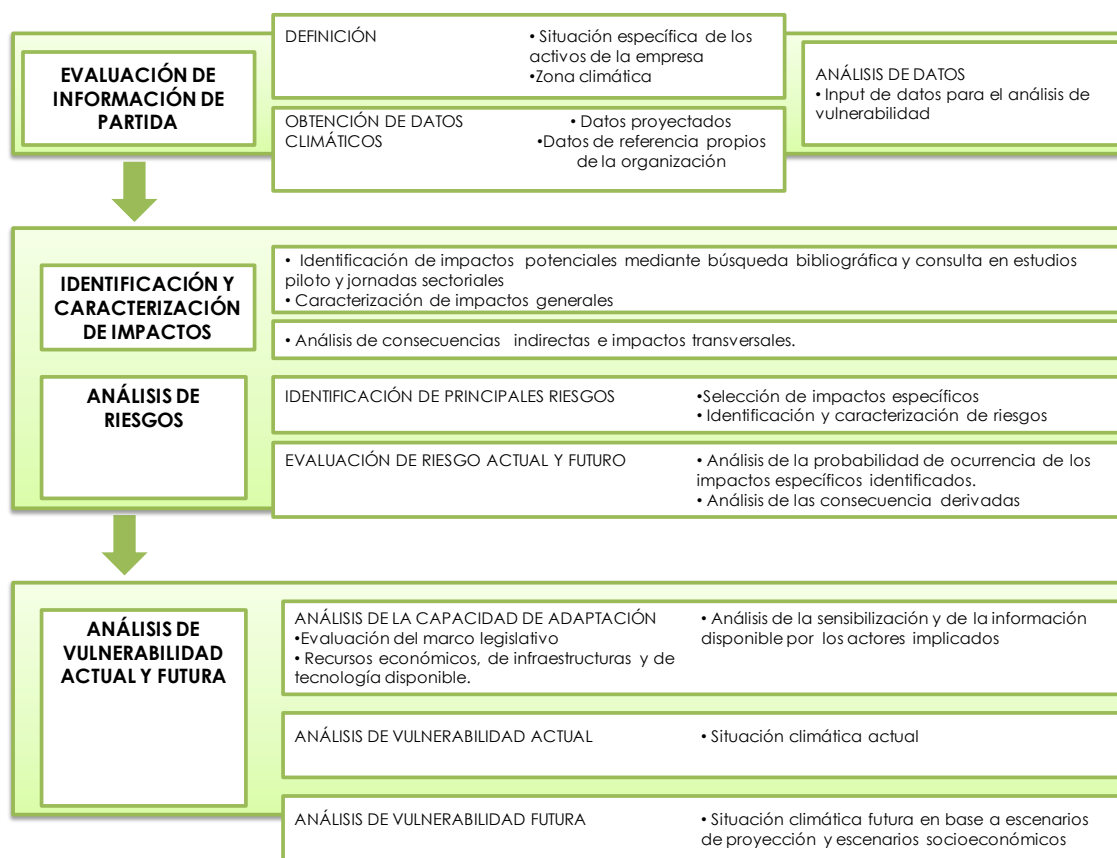 EVALUACIÓN DE
INFORMACIÓN DE
PARTIDA
DEFINICIÓN
• Situación específica de los
activos de la empresa
•Zona climática
OBTENCIÓN DE DATOS
CLIMÁTICOS
• Datos proyectados
•Datos de referencia propios
de la organización
ANÁLISIS DE DATOS
• Input de datos para el análisis de
vulnerabilidad
IDENTIFICACIÓN Y
CARACTERIZACIÓN
DE IMPACTOS
• Identificación de impactos potenciales mediante búsqueda bibliográfica y consulta en estudios
piloto y jornadas sectoriales
• Caracterización de impactos generales
• Análisis de consecuencias indirectas e impactos transversales.
ANÁLISIS DE
RIESGOS
IDENTIFICACIÓN DE PRINCIPALES RIESGOS
•Selección de impactos específicos
• Identificación y caracterización de riesgos
EVALUACIÓN DE RIESGO ACTUAL Y FUTURO
• Análisis de la probabilidad de ocurrencia de los
impactos específicos identificados.
• Análisis de las consecuencia derivadas
ANÁLISIS DE
VULNERABILIDAD
ACTUAL Y FUTURA
ANÁLISIS DE LA CAPACIDAD DE ADAPTACIÓN
•Evaluación del marco legislativo
• Recursos económicos, de infraestructuras y de
tecnología disponible.
• Análisis de la sensibilización y de la información
disponible por los actores implicados
ANÁLISIS DE VULNERABILIDAD ACTUAL
• Situación climática actual
ANÁLISIS DE VULNERABILIDAD FUTURA
• Situación climática futura en base a escenarios
de proyección y escenarios socioeconómicos